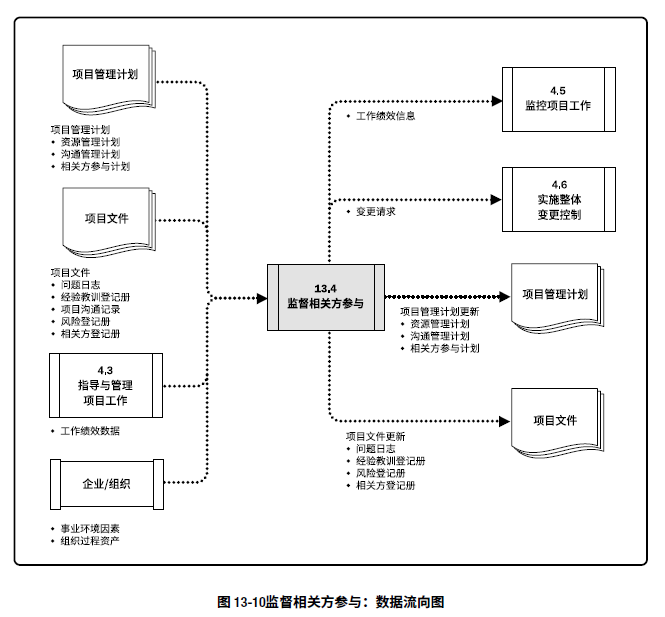 项目管理计划
项目管理计划
• 资源管理计划
• 沟通管理计划
• 相关方参与计划
项目文件
项目文件
• 问题日志
• 经验教训登记册
• 项目沟通记录
• 风险登记册
• 相关方登记册
4.3
指导与管理
项目工作
• 工作绩效数据
企业/组织
• 事业环境因素
• 组织过程资产
13.4
监督相关方参与
4.5
监控项目工作
• 工作绩效信息
4.6
实施整体
变更控制
• 变更请求
项目管理计划
项目管理计划更新
• 资源管理计划
• 沟通管理计划
• 相关方参与计划
项目文件
项目文件更新
• 问题日志
• 经验教训登记册
• 风险登记册
• 相关方登记册
图 13-10监督相关方参与：数据流向图